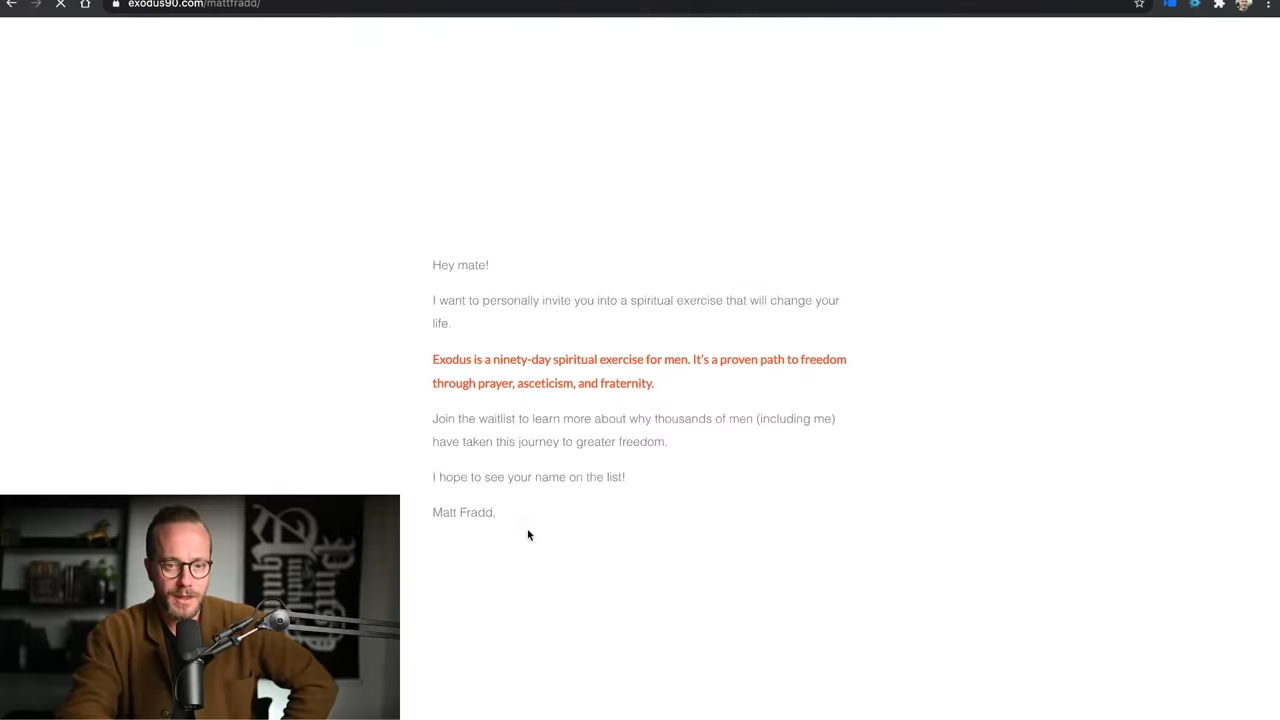 exodus90.com/mattfradd/
Hey mate!
I want to personally invite you into a spiritual exercise that will change your
life.
Exodus is a ninety-day spiritual exercise for men. It's a proven path to freedom
through prayer, asceticism, and fraternity.
Join the waitlist to learn more about why thousands of men (including me)
have taken this journey to greater freedom.
I hope to see your name on the list!
Matt Fradd,